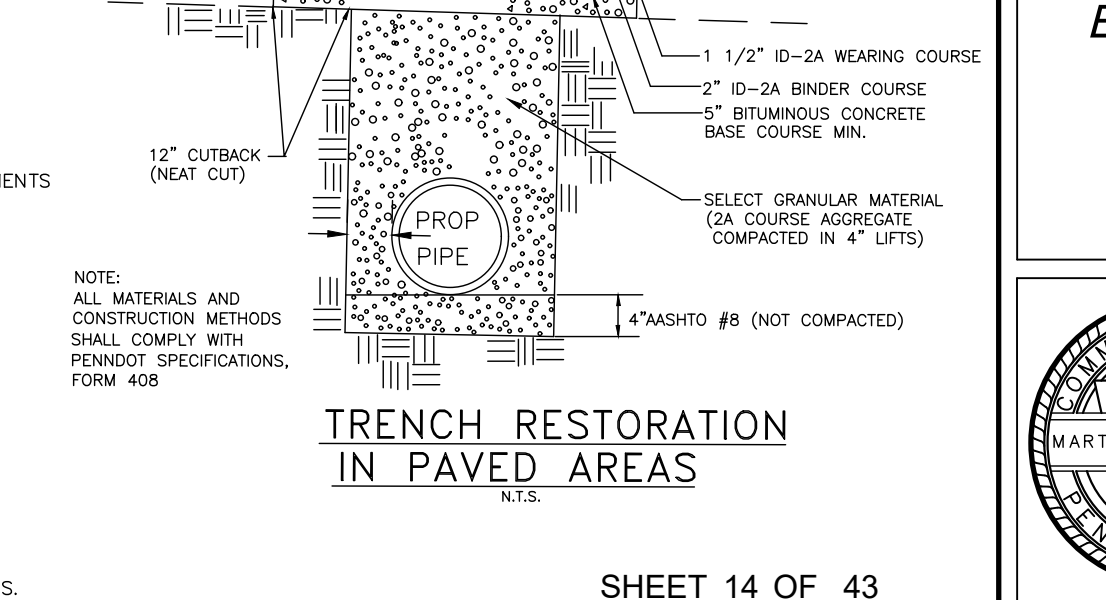 1 1/2" ID-2A WEARING COURSE
2" ID-2A BINDER COURSE
5" BITUMINOUS CONCRETE
BASE COURSE MIN.
12" CUTBACK
(NEAT CUT)
SELECT GRANULAR MATERIAL
(2A COURSE AGGREGATE
COMPACTED IN 4" LIFTS)
PROP
PIPE
NOTE:
ALL MATERIALS AND
CONSTRUCTION METHODS
SHALL COMPLY WITH
PENNDOT SPECIFICATIONS,
FORM 408
4"AASHTO #8 (NOT COMPACTED)
TRENCH RESTORATION
IN PAVED AREAS
N.T.S.
SHEET 14 OF 43